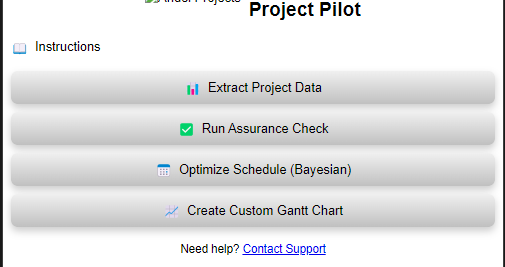 Project Pilot
Instructions
Extract Project Data
Run Assurance Check
Optimize Schedule (Bayesian)
Create Custom Gantt Chart
Need help? Contact Support